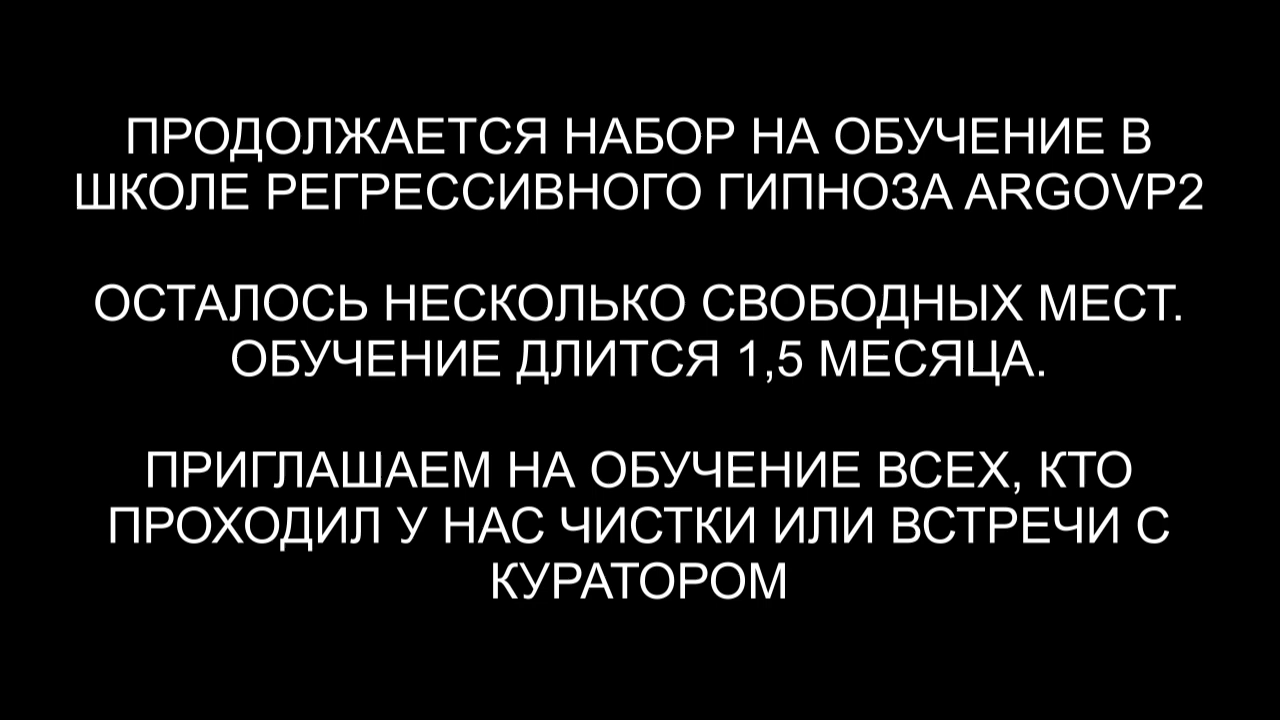 ПРОДОЛЖАЕТСЯ НАБОР НА ОБУЧЕНИЕ В
ШКОЛЕ РЕГРЕССИВНОГО ГИПНОЗА ARGOVP2
ОСТАЛОСЬ НЕСКОЛЬКО СВОБОДНЫХ МЕСТ.
ОБУЧЕНИЕ ДЛИТСЯ 1,5 МЕСЯЦА.
ПРИГЛАШАЕМ НА ОБУЧЕНИЕ ВСЕХ, КТО
ПРОХОДИЛ У НАС ЧИСТКИ ИЛИ ВСТРЕЧИ С
КУРАТОРОМ